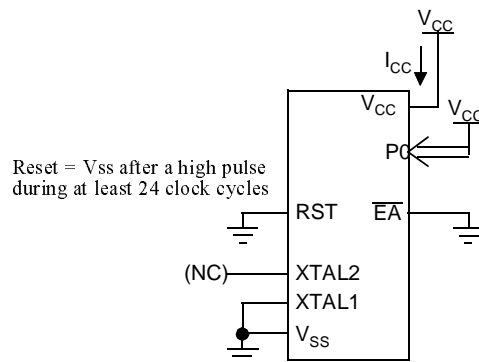 VCC
ICC
VCC
VCC
P0
Reset = Vss after a high pulse
during at least 24 clock cycles
RST
EA
(NC)
XTAL2
XTAL1
VSS